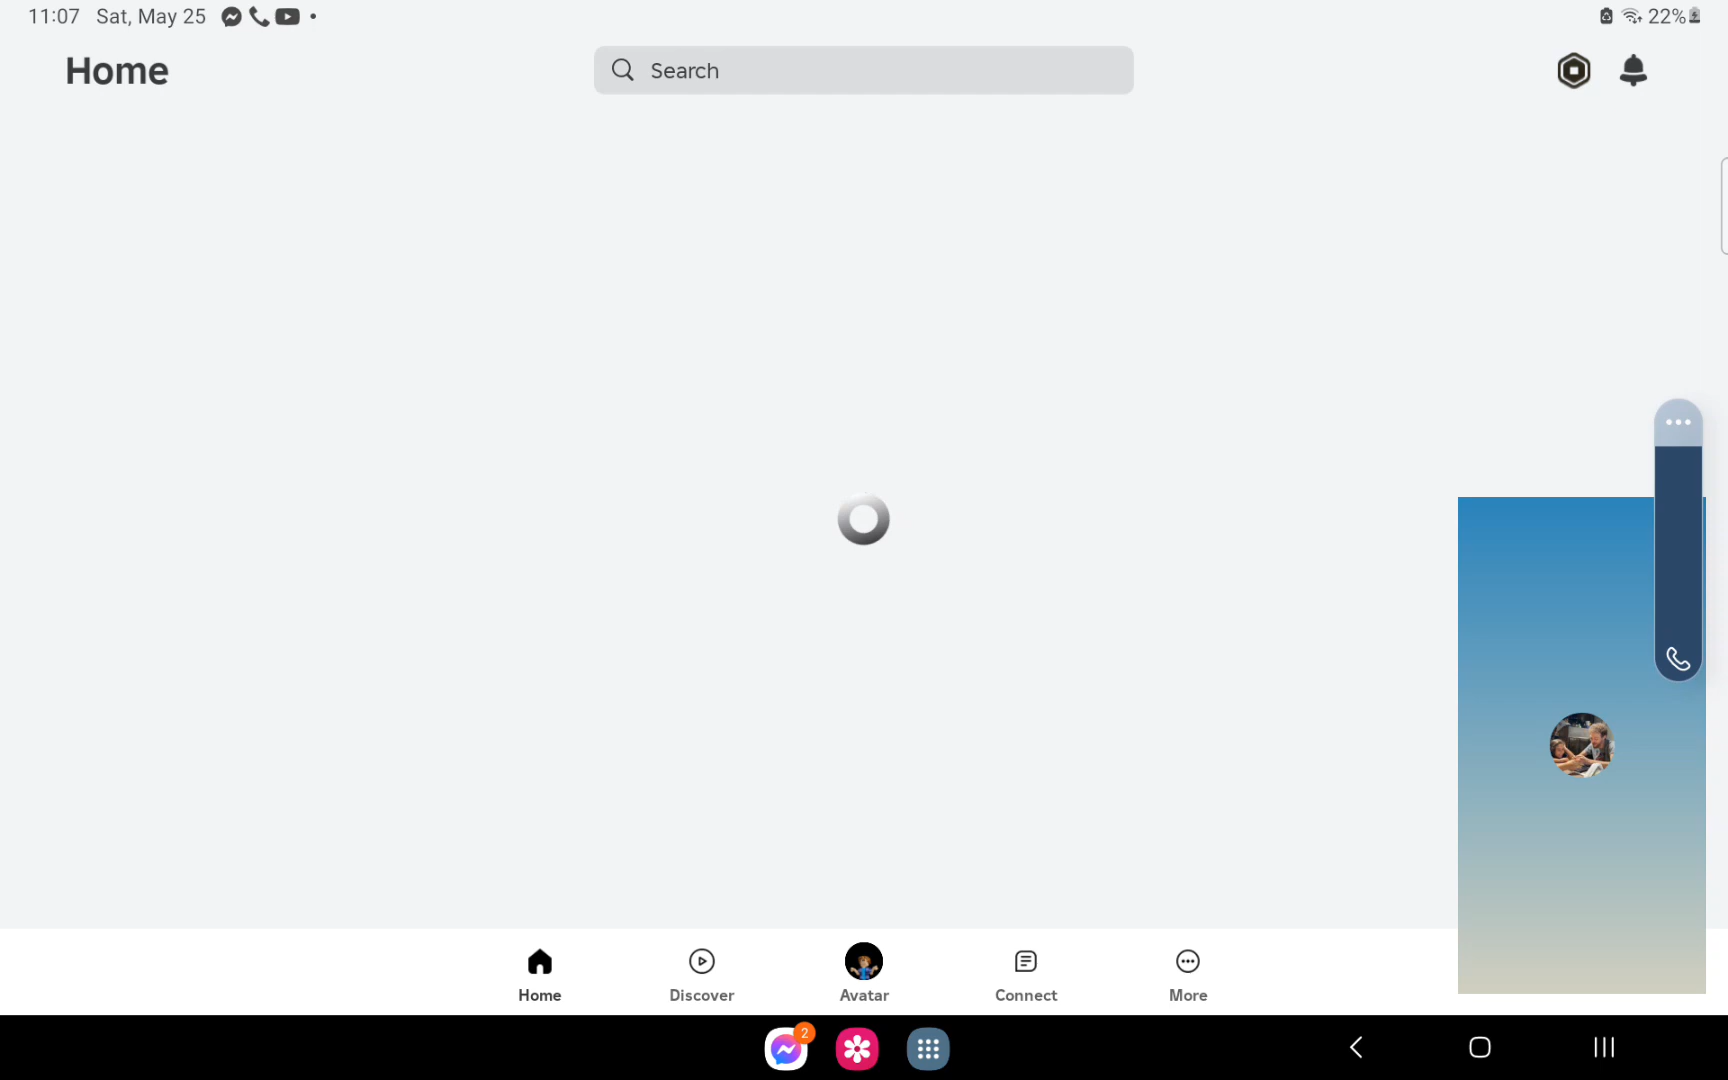 11:07 Sat, May 25
22%
Home
Search
Home
Discover
Avatar
Connect
More
2